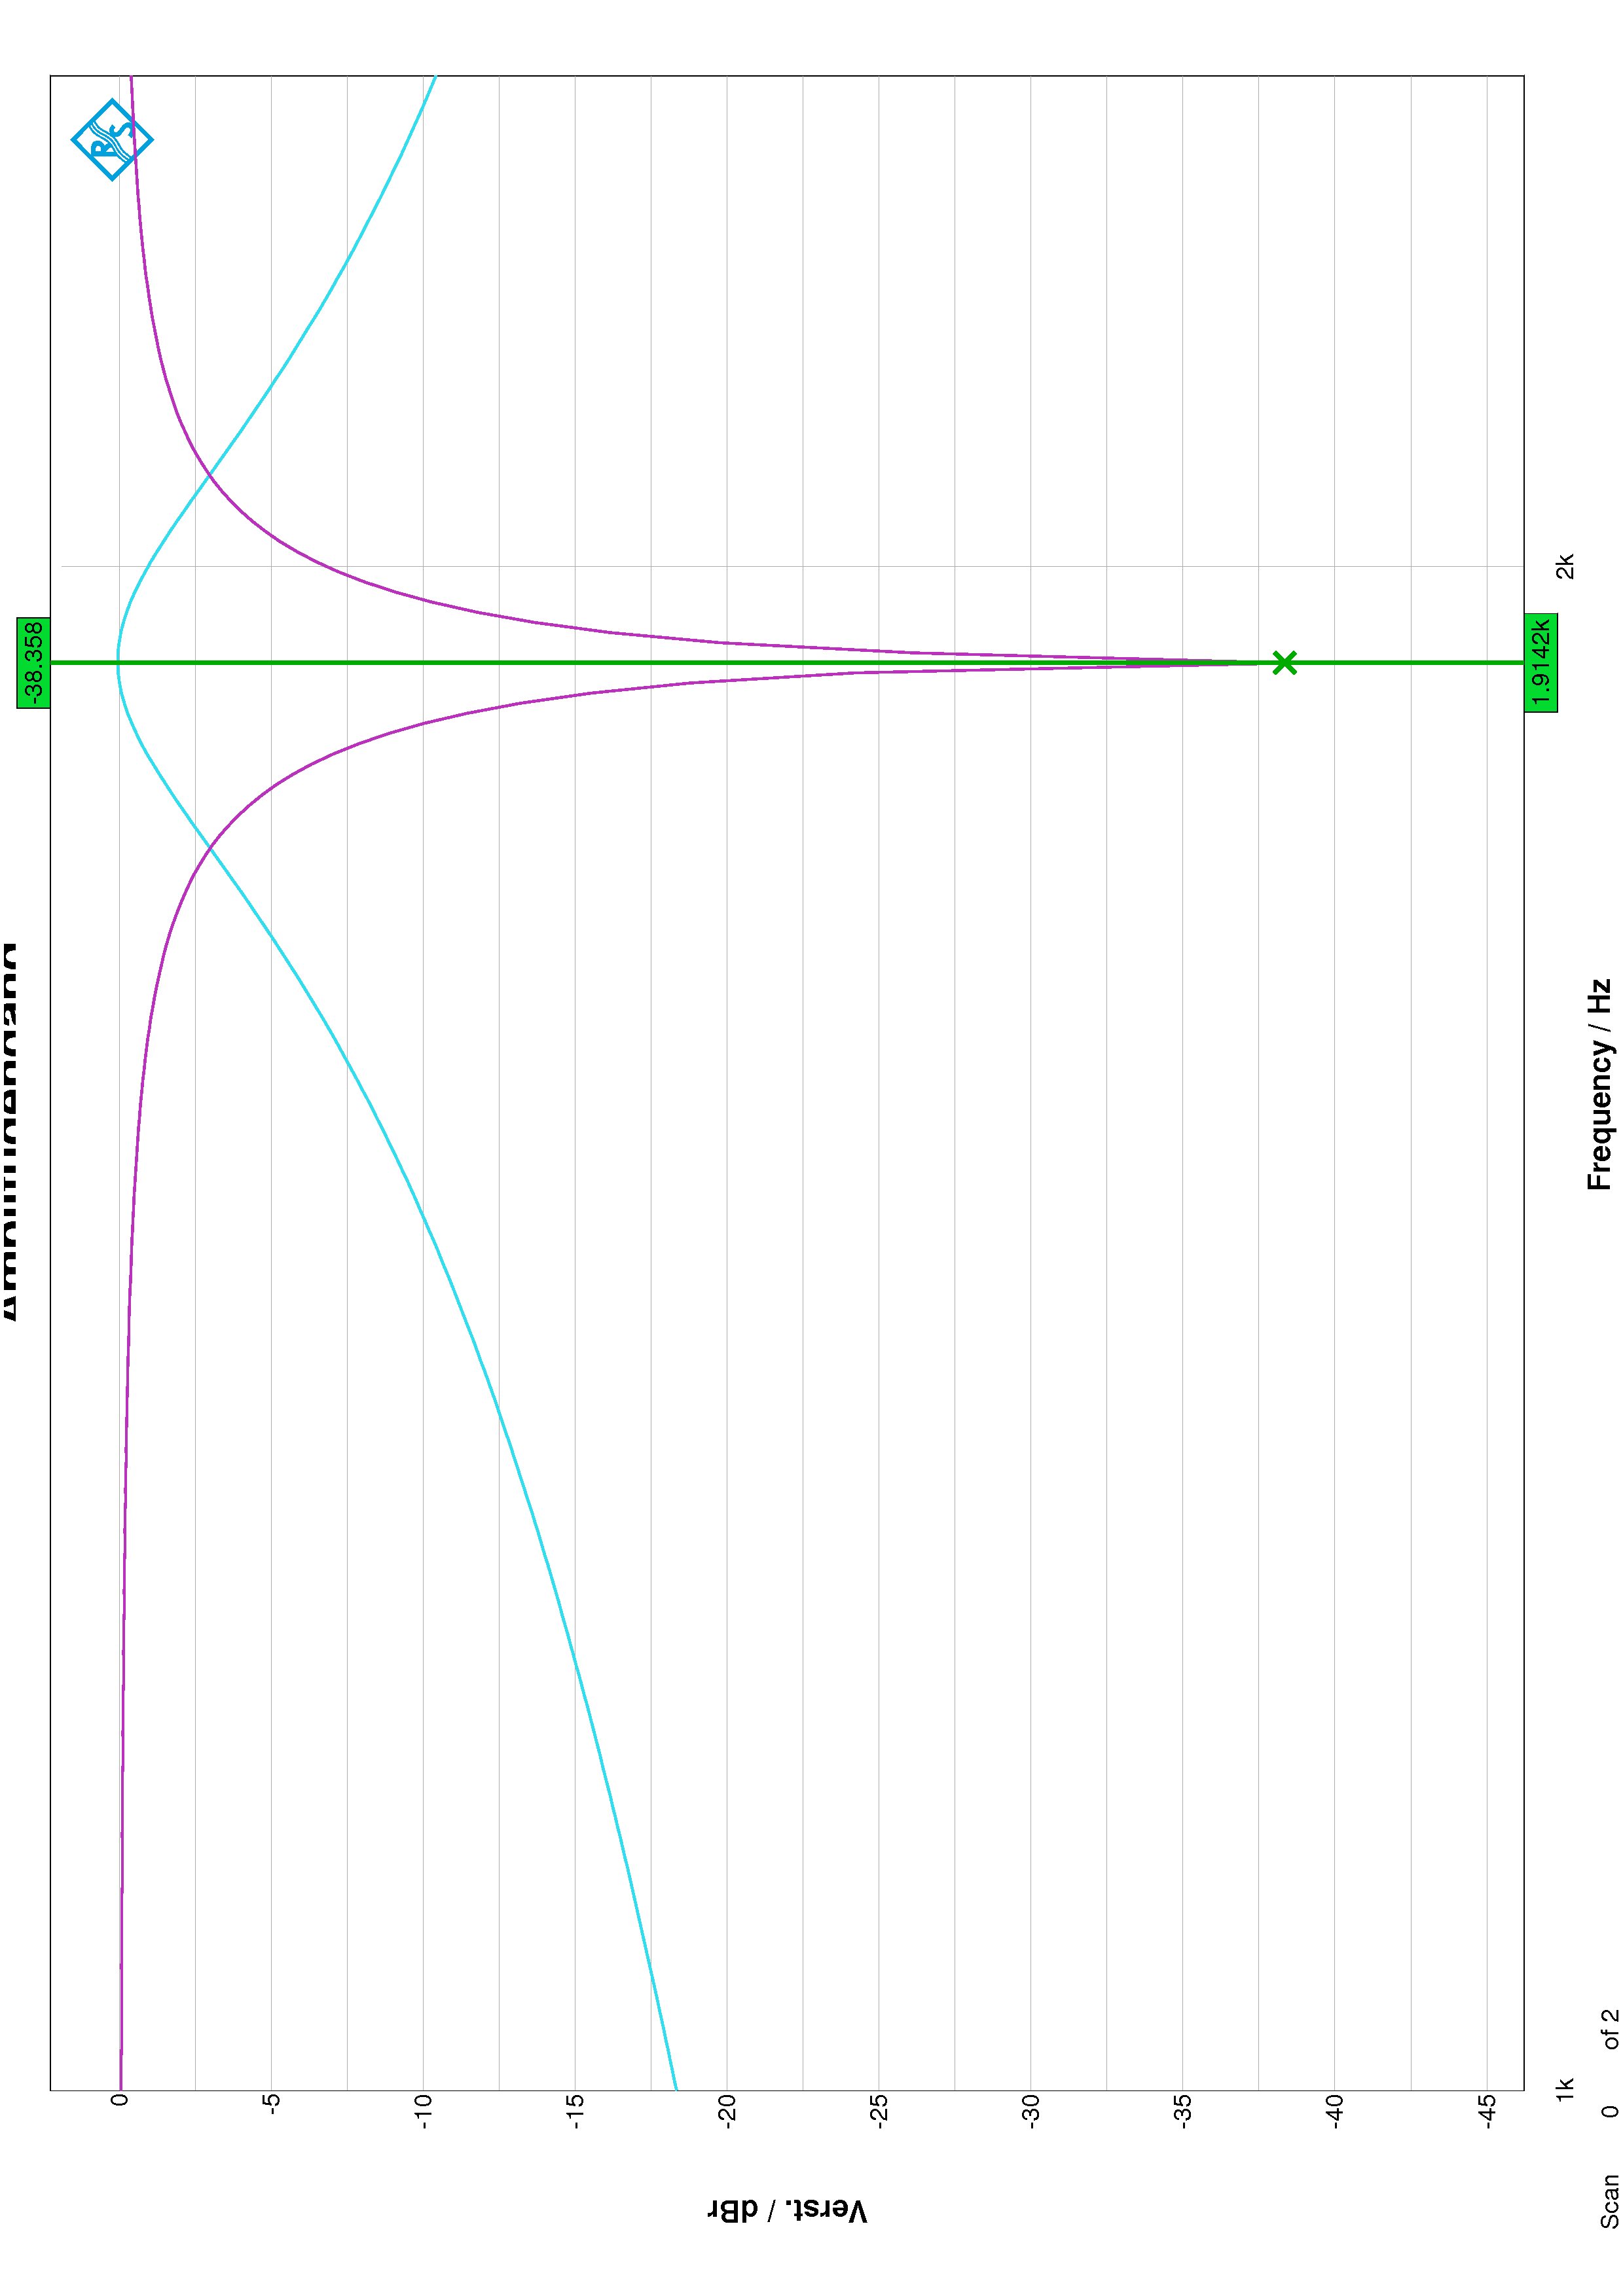 Amplitudengang
-38.358
RS
Verst. / dBr
0
-5
-10
-15
-20
-25
-30
-35
-40
-45
1k
1.9142k
2k
Frequency / Hz
Scan 0 of 2